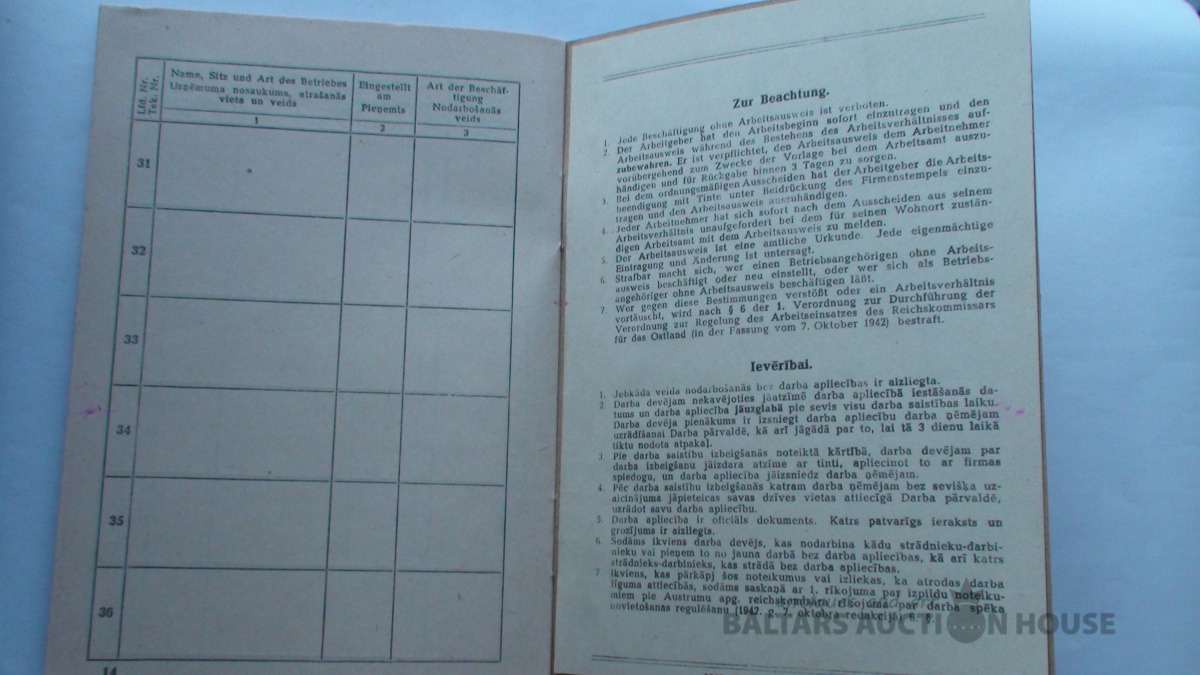 Lfd. Nr.
Tek. Nr.
Name, Sitz und Art des Betriebes
Uzņēmuma nosaukums, atrašanās
vieta un veids
Eingestellt
am
Pieņemts
Art der Beschäf-
tigung
Nodarbošanās
veids
1
2
3
31
32
33
34
35
36
14
Zur Beachtung.
1. Jede Beschäftigung ohne Arbeitsausweis ist verboten.
2. Der Arbeitgeber hat den Arbeitsbeginn sofort einzutragen und den
Arbeitsausweis während des Bestehens des Arbeitsverhältnisses auf-
zubewahren. Er ist verpflichtet, den Arbeitsausweis dem Arbeitnehmer
vorübergehend zum Zwecke der Vorlage bei dem Arbeitsamt auszu-
händigen und für Rückgabe binnen 3 Tagen zu sorgen.
3. Bei dem ordnungsmäßigen Ausscheiden hat der Arbeitgeber die Arbeits-
beendigung mit Tinte unter Beidrückung des Firmenstempels einzu-
tragen und den Arbeitsausweis auszuhändigen.
4. Jeder Arbeitnehmer hat sich sofort nach dem Ausscheiden aus seinem
Arbeitsverhältnis unaufgefordert bei dem für seinen Wohnort zustän-
digen Arbeitsamt mit dem Arbeitsausweis zu melden.
5. Der Arbeitsausweis ist eine amtliche Urkunde. Jede eigenmächtige
Eintragung und Änderung ist untersagt.
6. Strafbar macht sich, wer einen Betriebsangehörigen ohne Arbeits-
ausweis beschäftigt oder neu einstellt, oder wer sich als Betriebs-
angehöriger ohne Arbeitsausweis beschäftigen läßt.
7. Wer gegen diese Bestimmungen verstößt oder ein Arbeitsverhältnis
vortäuscht, wird nach § 6 der 1. Verordnung zur Durchführung der
Verordnung zur Regelung des Arbeitseinsatzes des Reichskommissars
für das Ostland (in der Fassung vom 7. Oktober 1942) bestraft.
Ievērībai.
1. Jebkāda veida nodarbošanās bez darba apliecības ir aizliegta.
2. Darba devējam nekavējoties jāatzīmē darba apliecībā iestāšanās da-
tums un darba apliecība jāuzglabā pie sevis visu darba saistības laiku.
Darba devēja pienākums ir izsniegt darba apliecību darba ņēmējam
uzrādīšanai Darba pārvaldē, kā arī jāgādā par to, lai tā 3 dienu laikā
tiktu nodota atpakaļ.
3. Pie darba saistību izbeigšanās noteiktā kārtībā, darba devējam par
darba izbeigšanu jāizdara atzīme ar tinti, apliecinot to ar firmas
spiedogu, un darba apliecība jāizsniedz darba ņēmējam.
4. Pēc darba saistību izbeigšanās katram darba ņēmējam bez sevišķa uz-
aicinājuma jāpieteicas savas dzīves vietas attiecīgā Darba pārvaldē,
uzrādot savu darba apliecību.
5. Darba apliecība ir oficiāls dokuments. Katrs patvarīgs ieraksts un
grozījums ir aizliegts.
6. Sodāms ikviens darba devējs, kas nodarbina kādu strādnieku-darbi-
nieku vai pieņem to no jauna darbā bez darba apliecības, kā arī katrs
strādnieks-darbinieks, kas strādā bez darba apliecības.
7. Ikviens, kas pārkāpj šos noteikumus vai izliekas, ka atrodas darba
līguma attiecībās, sodāms saskaņā ar 1. rīkojuma par izpildu noteiku-
miem pie Austrumu apg. reichskomisāra rīkojuma par darba spēka
novietošanas regulēšanu (1942. g. 7. oktobra redakcijā) 6. §.
BALTARS AUCTION HOUSE